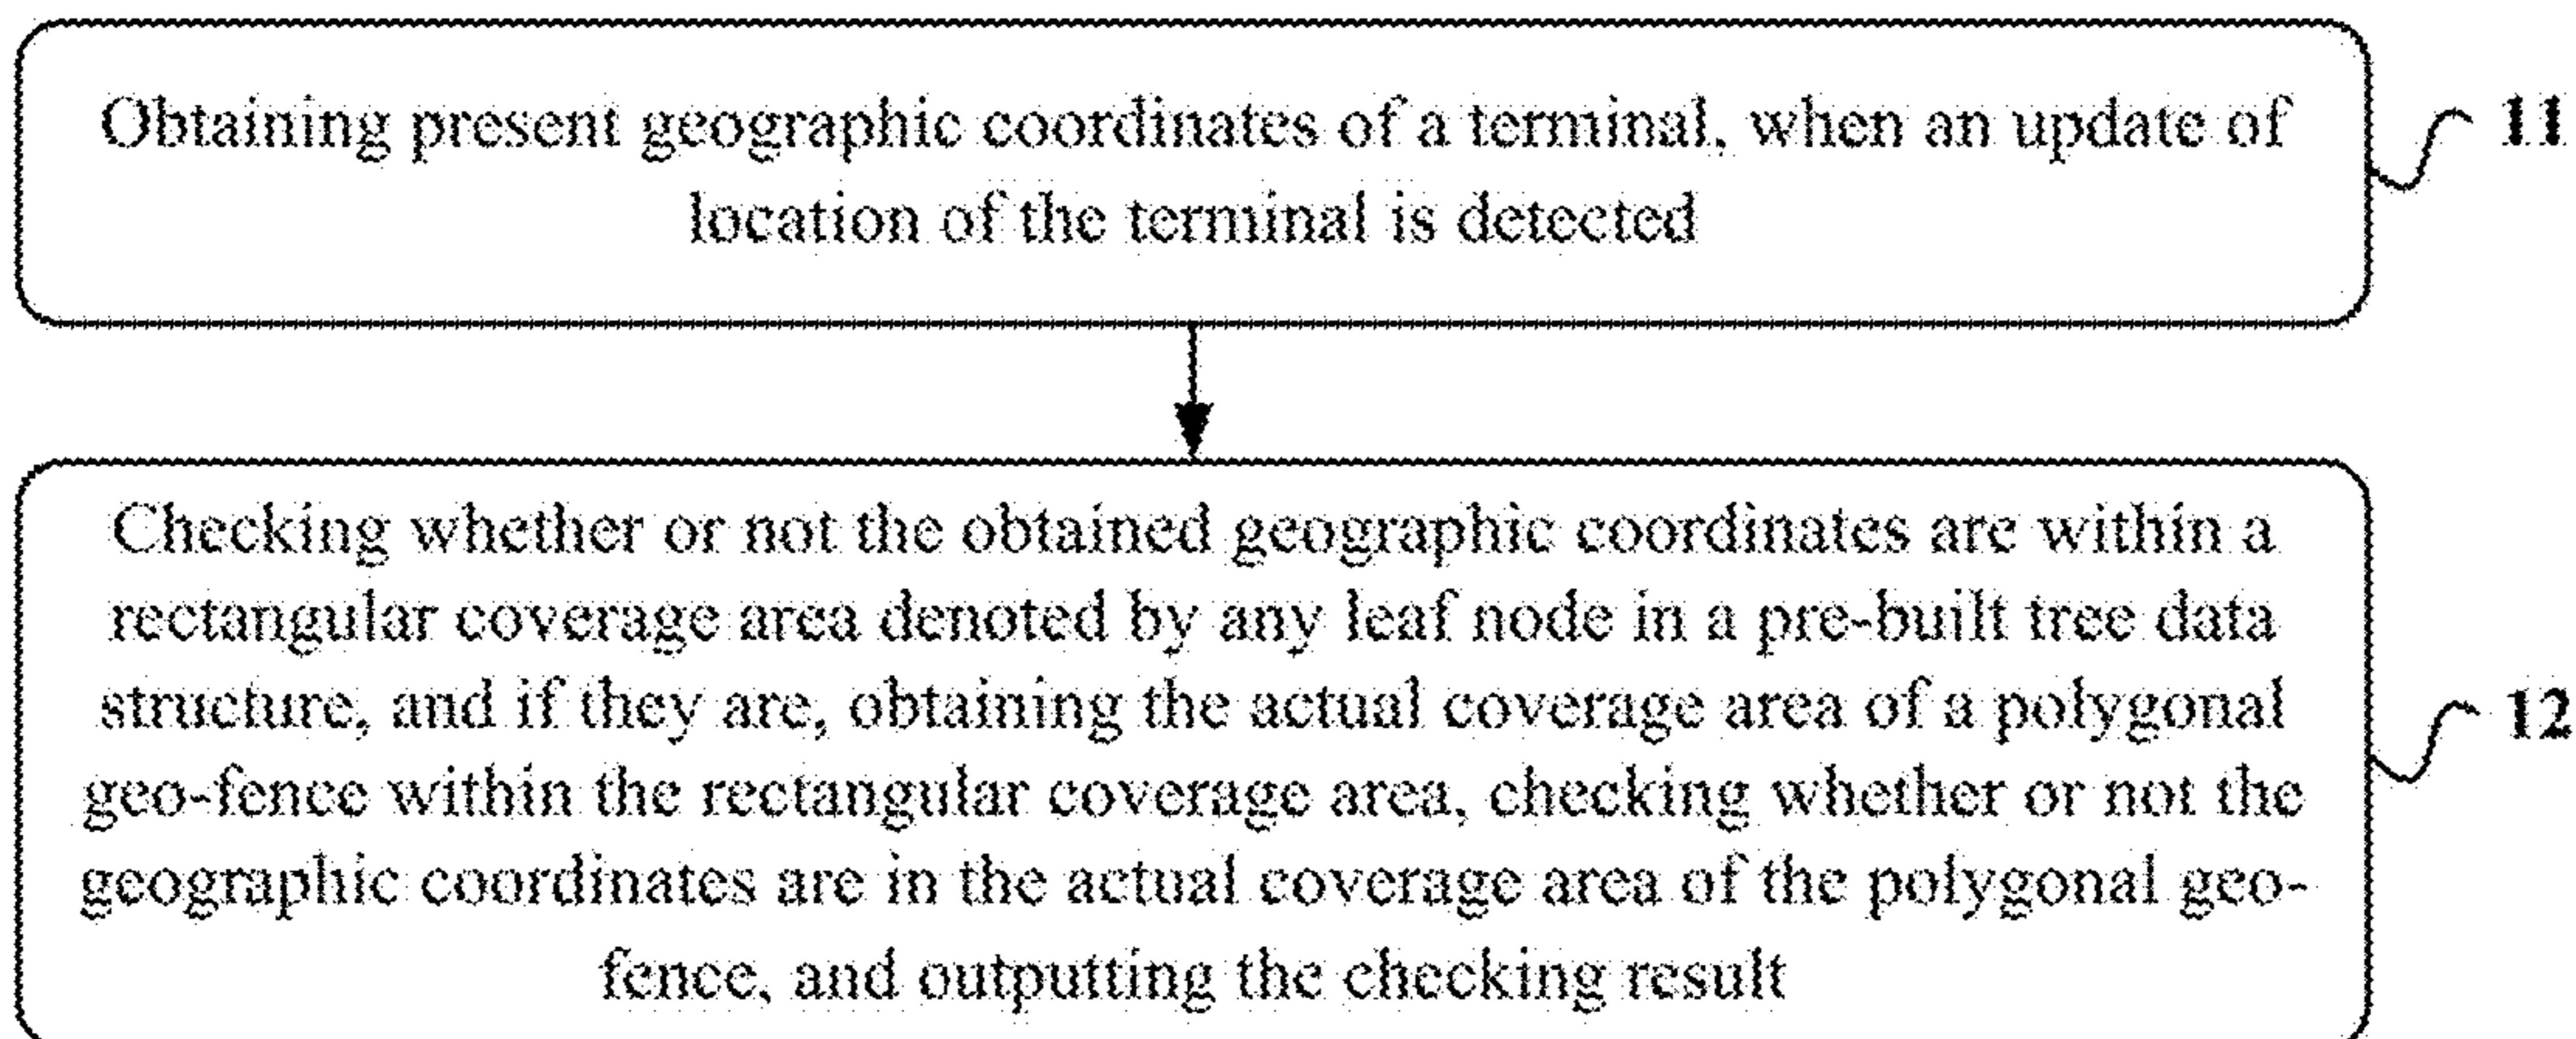 Obtaining present geographic coordinates of a terminal, when an update of
location of the terminal is detected
11
Checking whether or not the obtained geographic coordinates are within a
rectangular coverage area denoted by any leaf node in a pre-built tree data
structure, and if they are, obtaining the actual coverage area of a polygonal
geo-fence within the rectangular coverage area, checking whether or not the
geographic coordinates are in the actual coverage area of the polygonal geo-
fence, and outputting the checking result
12